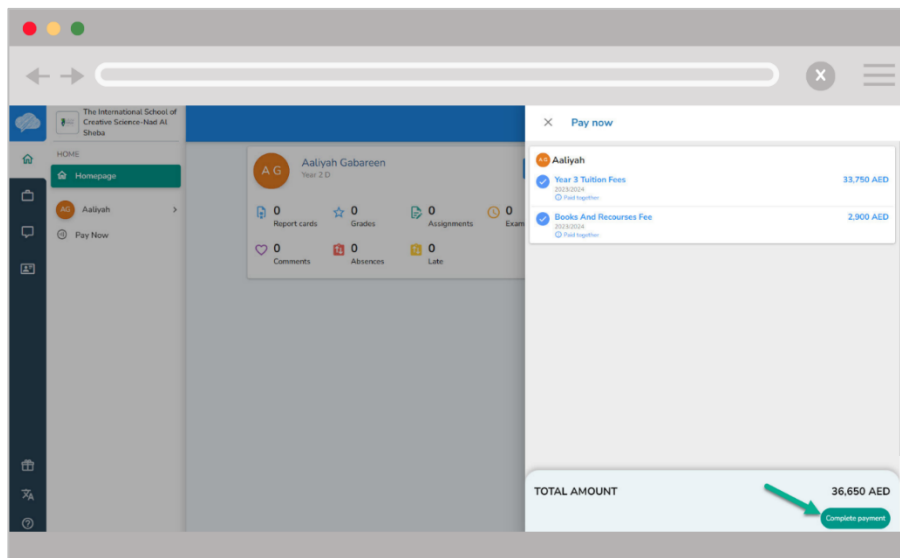 X
The International School of
Creative Science-Nad Al
Sheba
HOME
Homepage
AG Aaliyah
Pay Now
A G
Aaliyah Gabareen
Year 2 D
0 0 0 0
Report cards Grades Assignments Exam
0 0 0
Comments Absences Late
Pay now
AG Aaliyah
Year 3 Tuition Fees 33,750 AED
2023/2024
Paid together
Books And Recourses Fee 2,900 AED
2023/2024
Paid together
TOTAL AMOUNT 36,650 AED
Complete payment